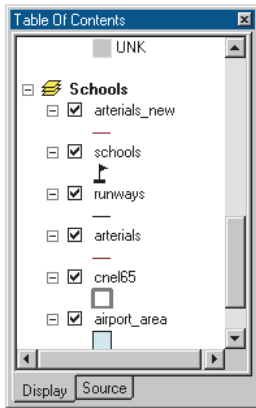 Table Of Contents
UNK
Schools
arterials_new
schools
runways
arterials
cnel65
airport_area
Display Source